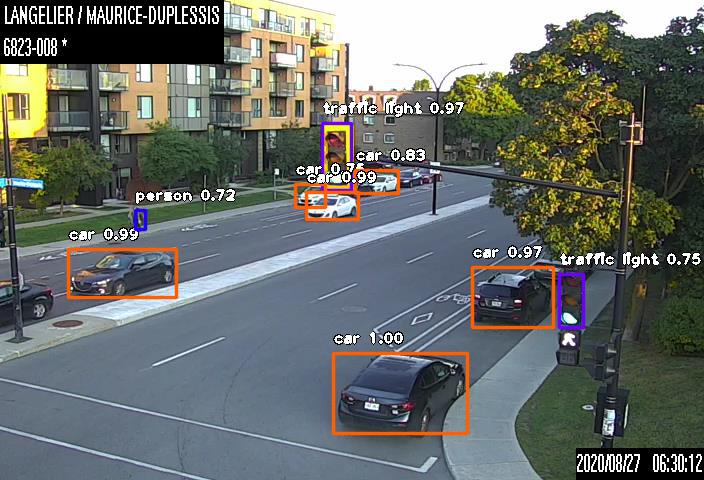 LANGELIER / MAURICE-DUPLESSIS
6823-008 *
traffic light 0.97
car 0.83
car 0.99
person 0.72
car 0.99
car 0.97
traffic light 0.75
car 1.00
2020/08/27 06:30:12